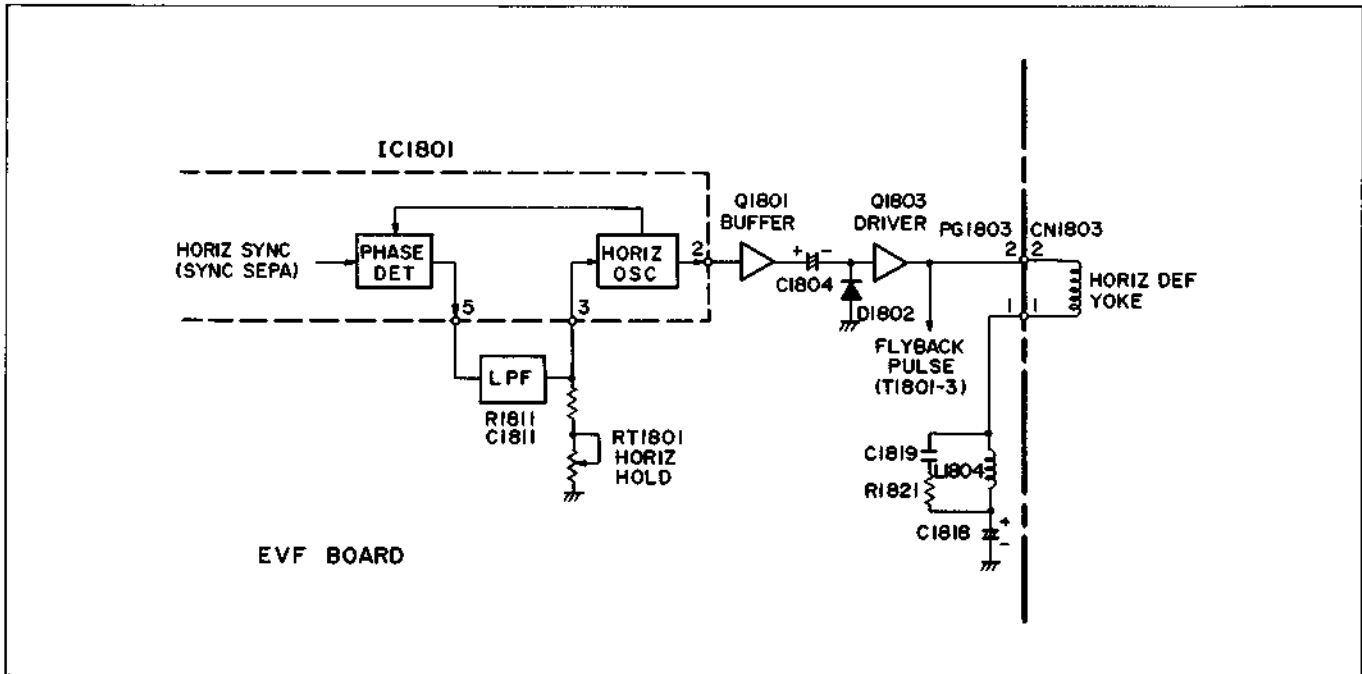 IC1801
Q1801
BUFFER
Q1803
DRIVER
PG1803
CN1803
HORIZ SYNC
(SYNC SEPA)
PHASE
DET
HORIZ
OSC
2
+
-
C1804
D1802
2
2
HORIZ DEF
YOKE
1
1
5
3
FLYBACK
PULSE
(T1801-3)
LPF
R1811
C1811
RT1801
HORIZ
HOLD
C1819
L1804
R1821
C1818
+
-
EVF BOARD